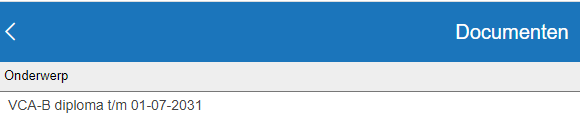 Documenten
Onderwerp
VCA-B diploma t/m 01-07-2031